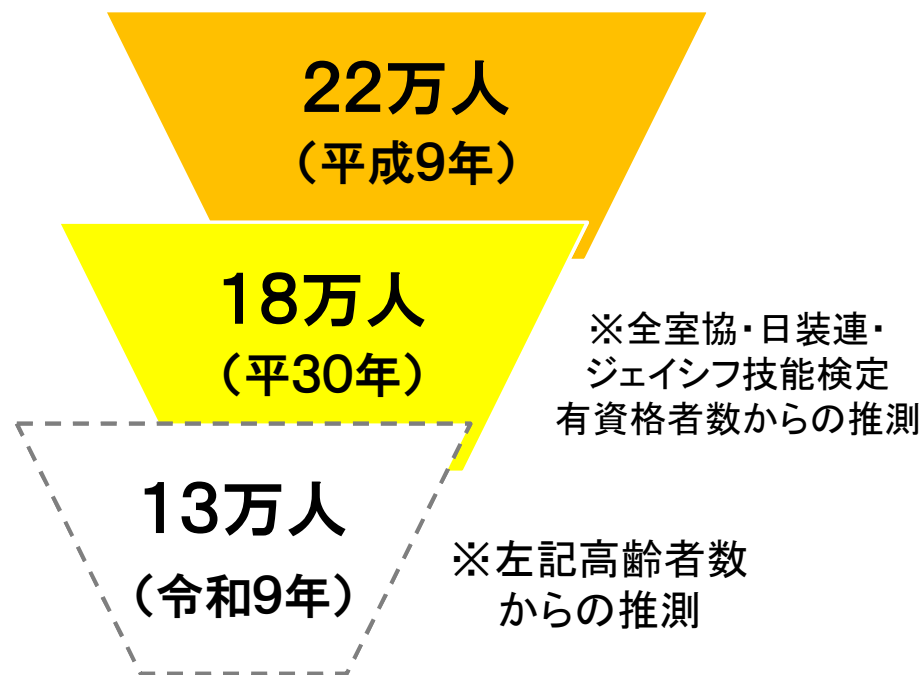 22万人
（平成9年）
18万人
（平30年）
※全室協・日装連・
ジェイシフ技能検定
有資格者数からの推測
13万人
（令和9年）
※左記高齢者数
からの推測